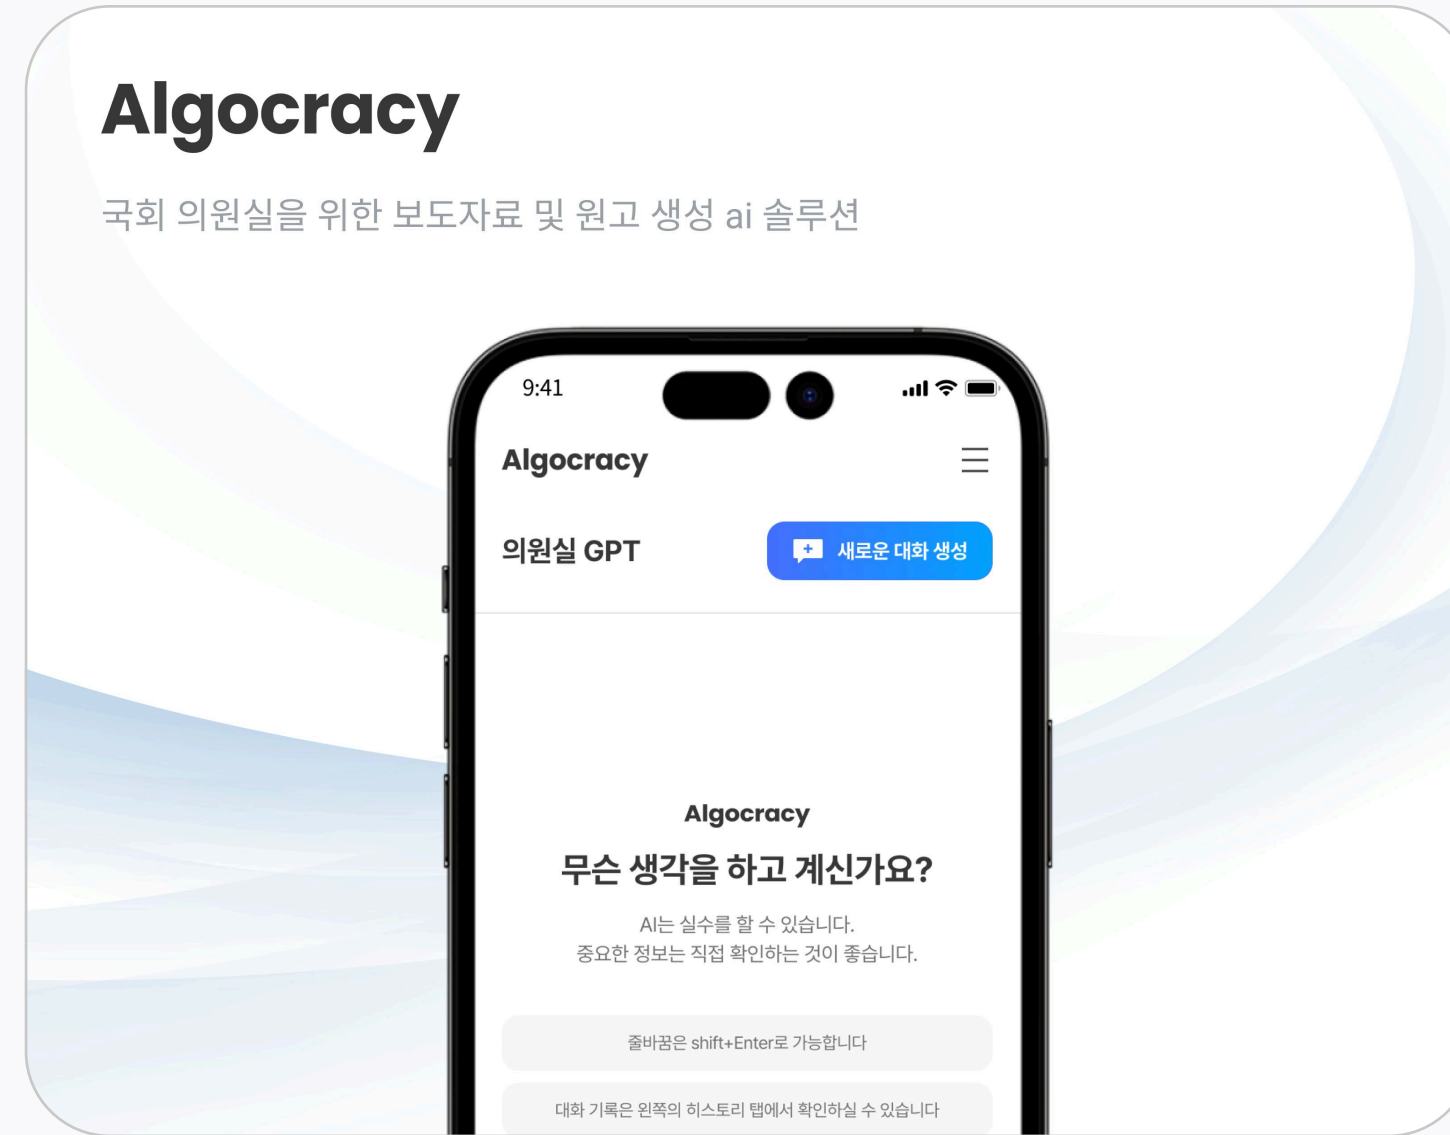 Algocracy
국회 의원실을 위한 보도자료 및 원고 생성 ai 솔루션
9:41
Algocracy
의원실 GPT
새로운 대화 생성
Algocracy
무슨 생각을 하고 계신가요?
AI는 실수를 할 수 있습니다.
중요한 정보는 직접 확인하는 것이 좋습니다.
줄바꿈은 shift+Enter로 가능합니다
대화 기록은 왼쪽의 히스토리 탭에서 확인하실 수 있습니다